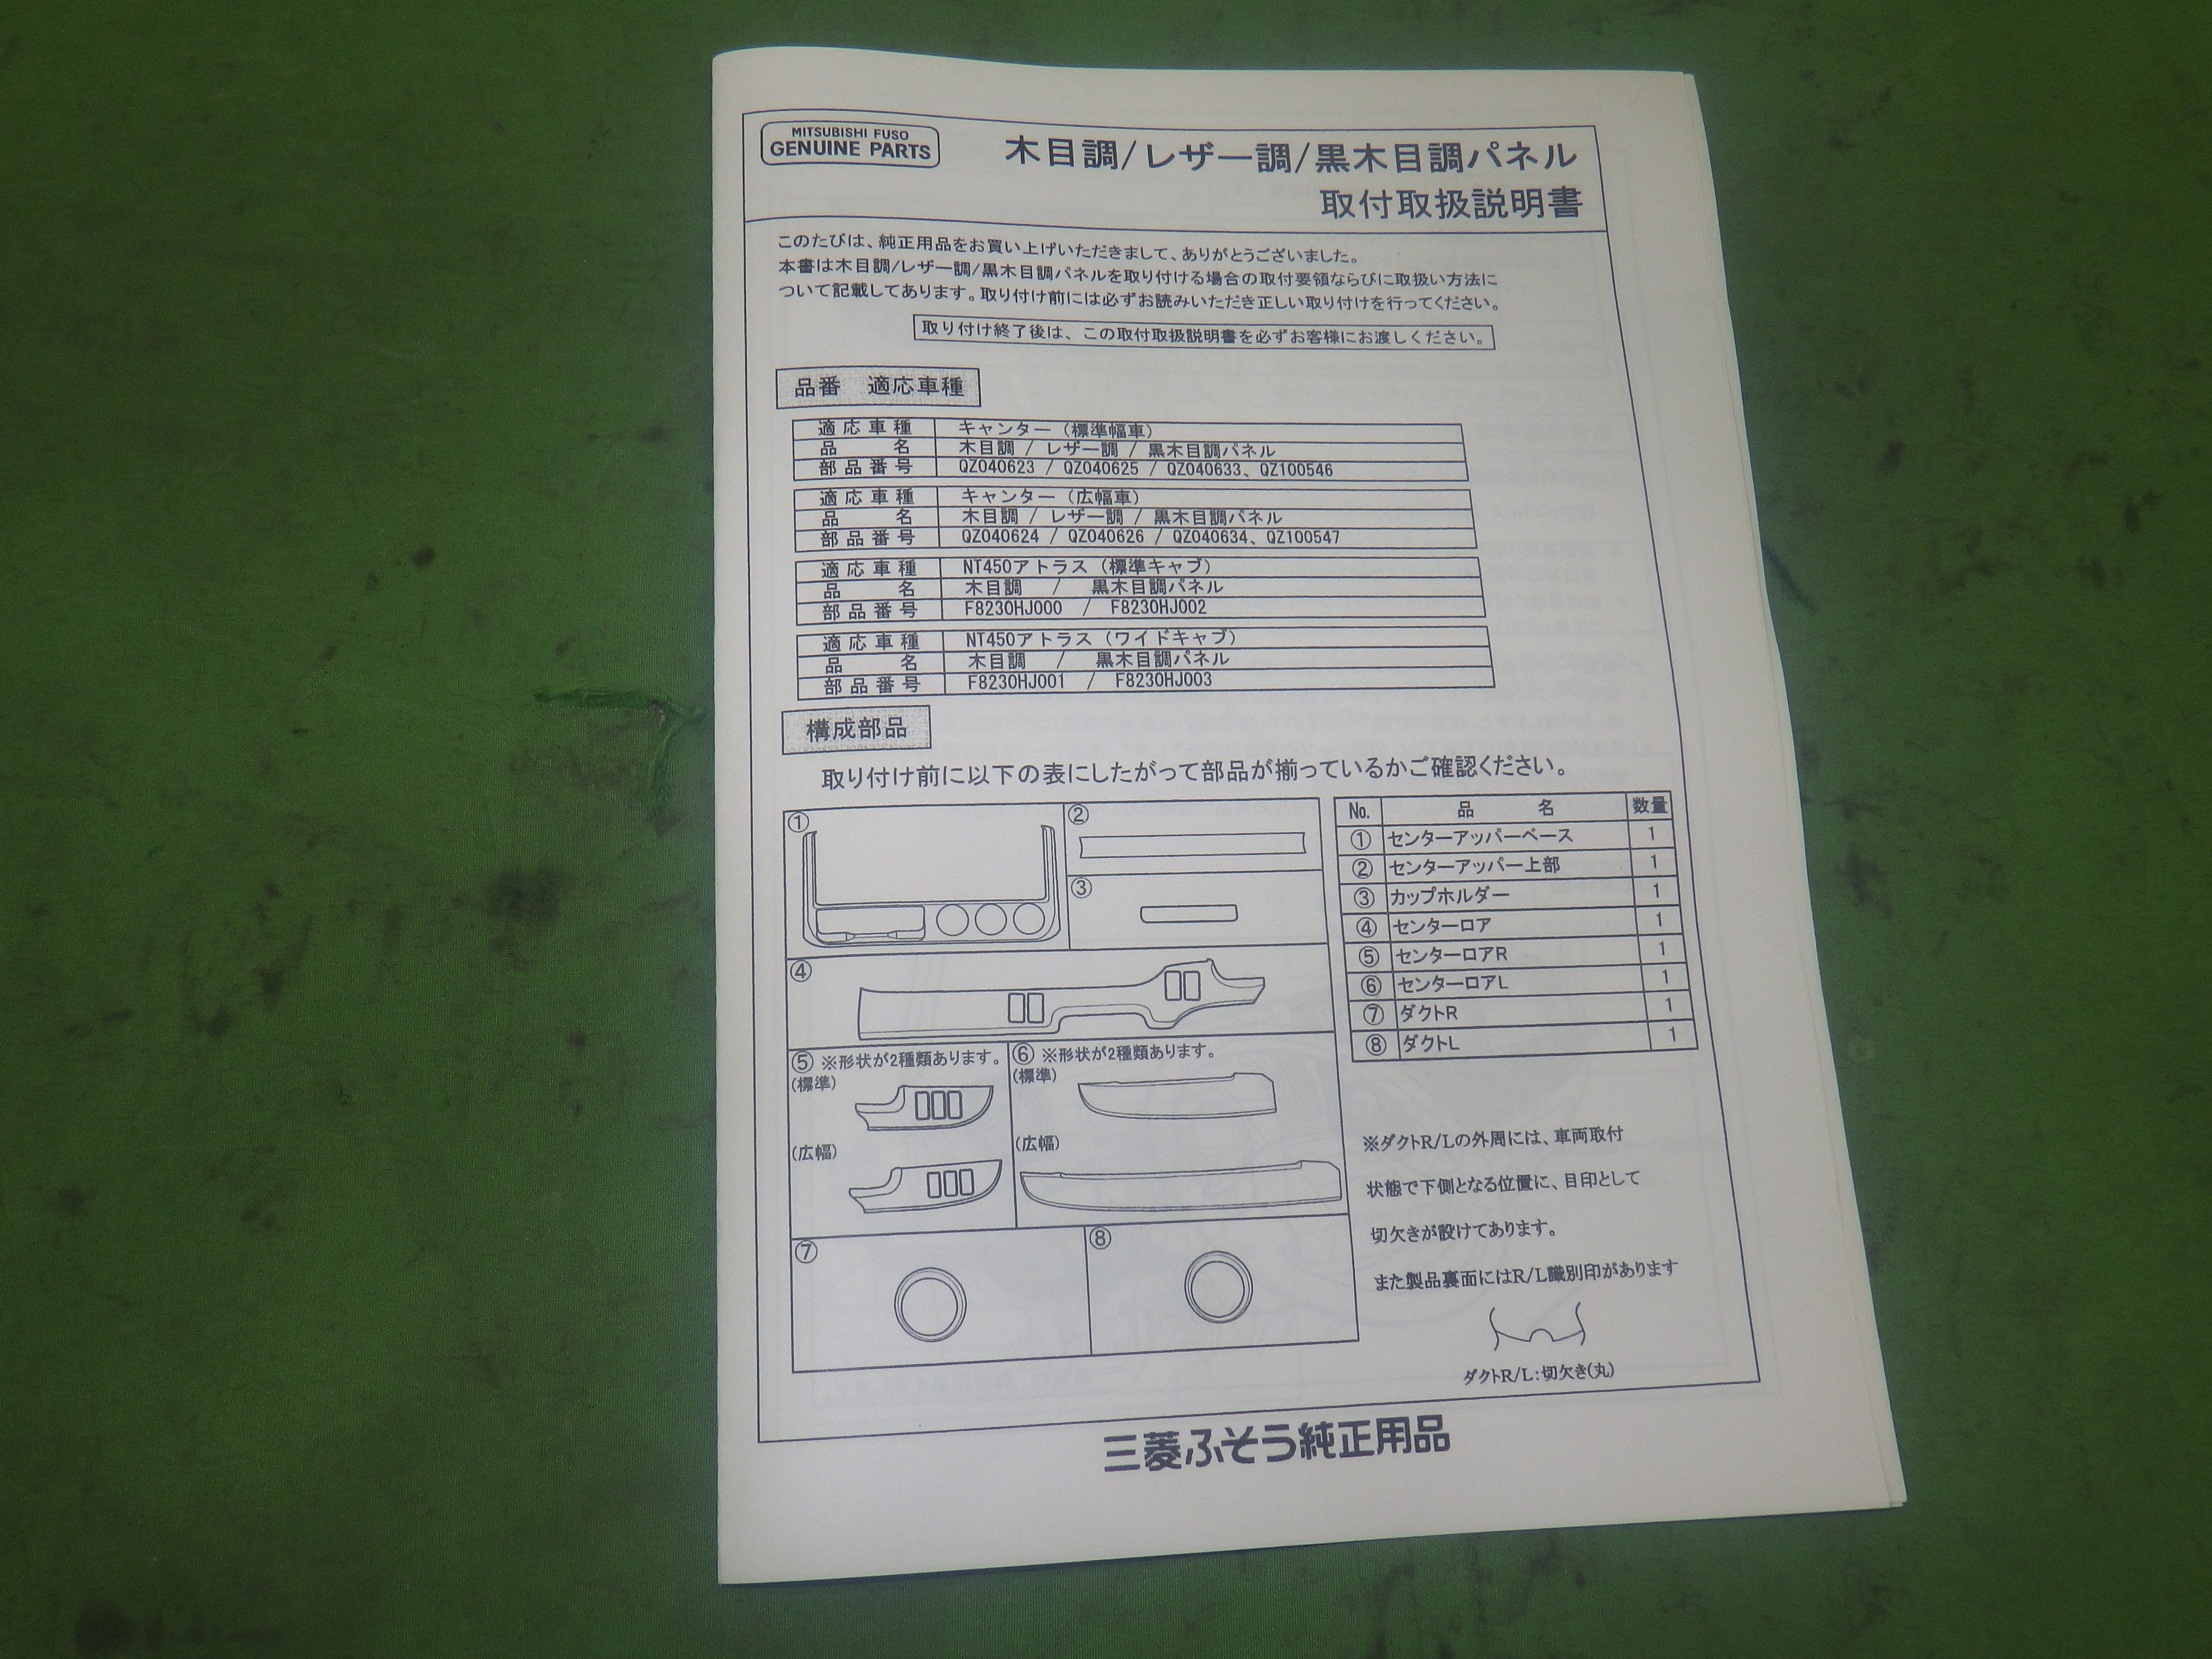 MITSUBISHI FUSO
GENUINE PARTS
木目調/レザー調/黒木目調パネル
取付取扱説明書
このたびは、純正用品をお買い上げいただきまして、ありがとうございました。
本書は木目調/レザー調/黒木目調パネルを取り付ける場合の取付要領ならびに取扱い方法に
ついて記載してあります。取り付け前には必ずお読みいただき正しい取り付けを行ってください。
取り付け終了後は、この取付取扱説明書を必ずお客様にお渡しください。
品番 適応車種
適応車種 キャンター（標準幅車）
品名 木目調 / レザー調 / 黒木目調パネル
部品番号 QZ040623 / QZ040625 / QZ040633、QZ100546
適応車種 キャンター（広幅車）
品名 木目調 / レザー調 / 黒木目調パネル
部品番号 QZ040624 / QZ040626 / QZ040634、QZ100547
適応車種 NT450アトラス（標準キャブ）
品名 木目調 / 黒木目調パネル
部品番号 F8230HJ000 / F8230HJ002
適応車種 NT450アトラス（ワイドキャブ）
品名 木目調 / 黒木目調パネル
部品番号 F8230HJ001 / F8230HJ003
構成部品
取り付け前に以下の表にしたがって部品が揃っているかご確認ください。
①
②
③
④
⑤ ※形状が2種類あります。
(標準)
(広幅)
⑥ ※形状が2種類あります。
(標準)
(広幅)
⑦
⑧
No. 品名 数量
① センターアッパーベース 1
② センターアッパー上部 1
③ カップホルダー 1
④ センターロア 1
⑤ センターロアR 1
⑥ センターロアL 1
⑦ ダクトR 1
⑧ ダクトL 1
※ダクトR/Lの外周には、車両取付
状態で下側となる位置に、目印として
切欠きが設けてあります。
また製品裏面にはR/L識別印があります
ダクトR/L:切欠き(丸)
三菱ふそう純正用品